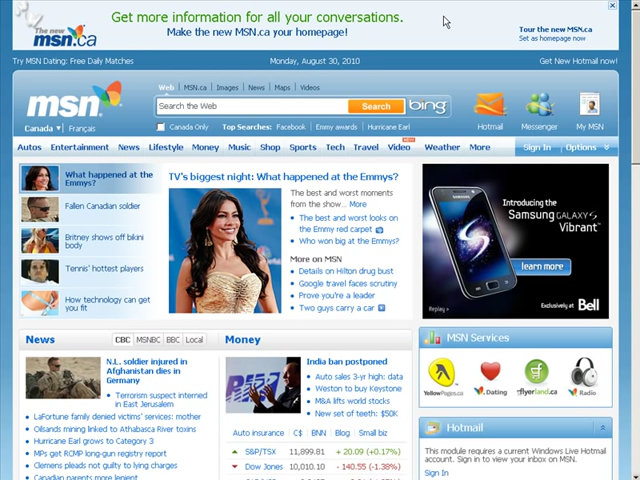 Get more information for all your conversations.
Make the new MSN.ca your homepage!
The new
msn.ca
Tour the new MSN.ca
Set as homepage now
Try MSN Dating: Free Daily Matches
Monday, August 30, 2010
Get New Hotmail now!
msn
Web MSN.ca Images News Maps Videos
Search the Web
Search
bing
Canada Only
Top Searches: Facebook Emmy awards Hurricane Earl
Canada Français
Hotmail Messenger My MSN
Autos Entertainment News Lifestyle Money Music Shop Sports Tech Travel Video Weather More
Sign In Options
What happened at the Emmys?
Fallen Canadian soldier
Britney shows off bikini body
Tennis' hottest players
How technology can get you fit
TV's biggest night: What happened at the Emmys?
The best and worst moments
from the show... More
The best and worst looks on
the Emmy red carpet
Who won big at the Emmys?
More on MSN
Details on Hilton drug bust
Google travel faces scrutiny
Prove you're a leader
Two guys carry a car
Introducing the
Samsung GALAXY S
Vibrant™
learn more
Replay >
Exclusively at Bell
News
CBC MSNBC BBC Local
N.L. soldier injured in
Afghanistan dies in
Germany
Terrorism suspect interned
in East Jerusalem
LaFortune family denied victims' services: mother
Oilsands mining linked to Athabasca River toxins
Hurricane Earl grows to Category 3
MPs get RCMP long-gun registry report
Clemens pleads not guilty to lying charges
Canadian parents more lenient
Money
India ban postponed
Auto sales 3-yr high: data
Weston to buy Keystone
M&A lifts world stocks
New set of teeth: $50K
Auto insurance C$ BNN Blog Small biz
S&P/TSX 11,899.81 + 20.09 (+0.17%)
Dow Jones 10,010.10 - 140.55 (-1.38%)
MSN Services
YellowPages.ca Dating flyerland.ca Radio
Hotmail
This module requires a current Windows Live Hotmail
account. Sign in to view your inbox on MSN.
Sign In